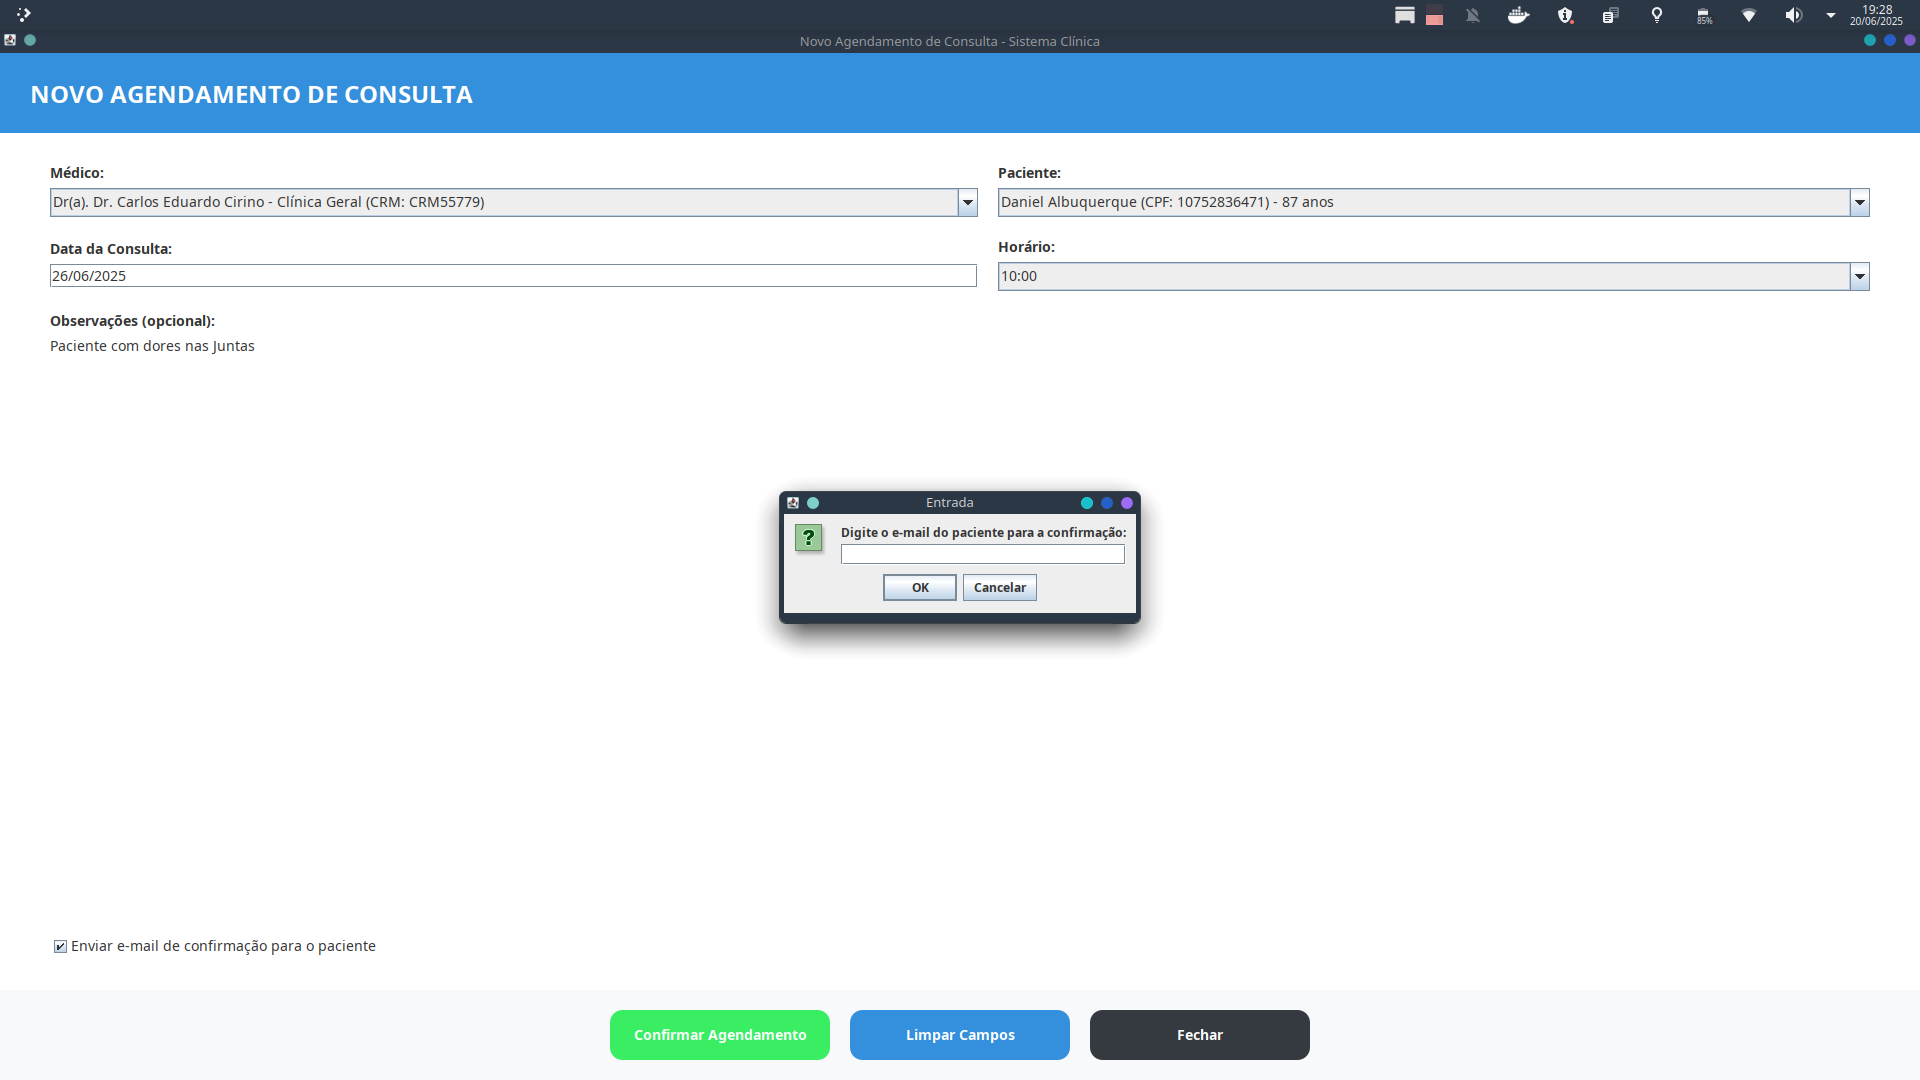 19:28
20/06/2025
85%
Novo Agendamento de Consulta - Sistema Clínica
NOVO AGENDAMENTO DE CONSULTA
Médico:
Paciente:
Dr(a). Dr. Carlos Eduardo Cirino - Clínica Geral (CRM: CRM55779)
Daniel Albuquerque (CPF: 10752836471) - 87 anos
Data da Consulta:
Horário:
26/06/2025
10:00
Observações (opcional):
Paciente com dores nas Juntas
Entrada
?
Digite o e-mail do paciente para a confirmação:
OK
Cancelar
Enviar e-mail de confirmação para o paciente
Confirmar Agendamento
Limpar Campos
Fechar